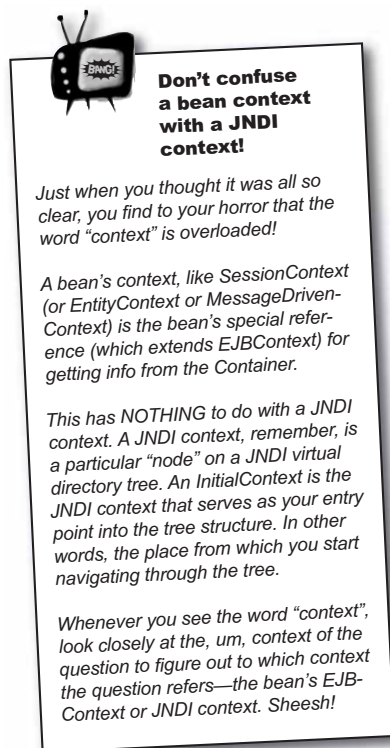 BANG!
Don't confuse
a bean context
with a JNDI
context!
Just when you thought it was all so
clear, you find to your horror that the
word “context” is overloaded!
A bean's context, like SessionContext
(or EntityContext or MessageDriven-
Context) is the bean's special refer-
ence (which extends EJBContext) for
getting info from the Container.
This has NOTHING to do with a JNDI
context. A JNDI context, remember, is
a particular “node” on a JNDI virtual
directory tree. An InitialContext is the
JNDI context that serves as your entry
point into the tree structure. In other
words, the place from which you start
navigating through the tree.
Whenever you see the word “context”,
look closely at the, um, context of the
question to figure out to which context
the question refers—the bean's EJB-
Context or JNDI context. Sheesh!